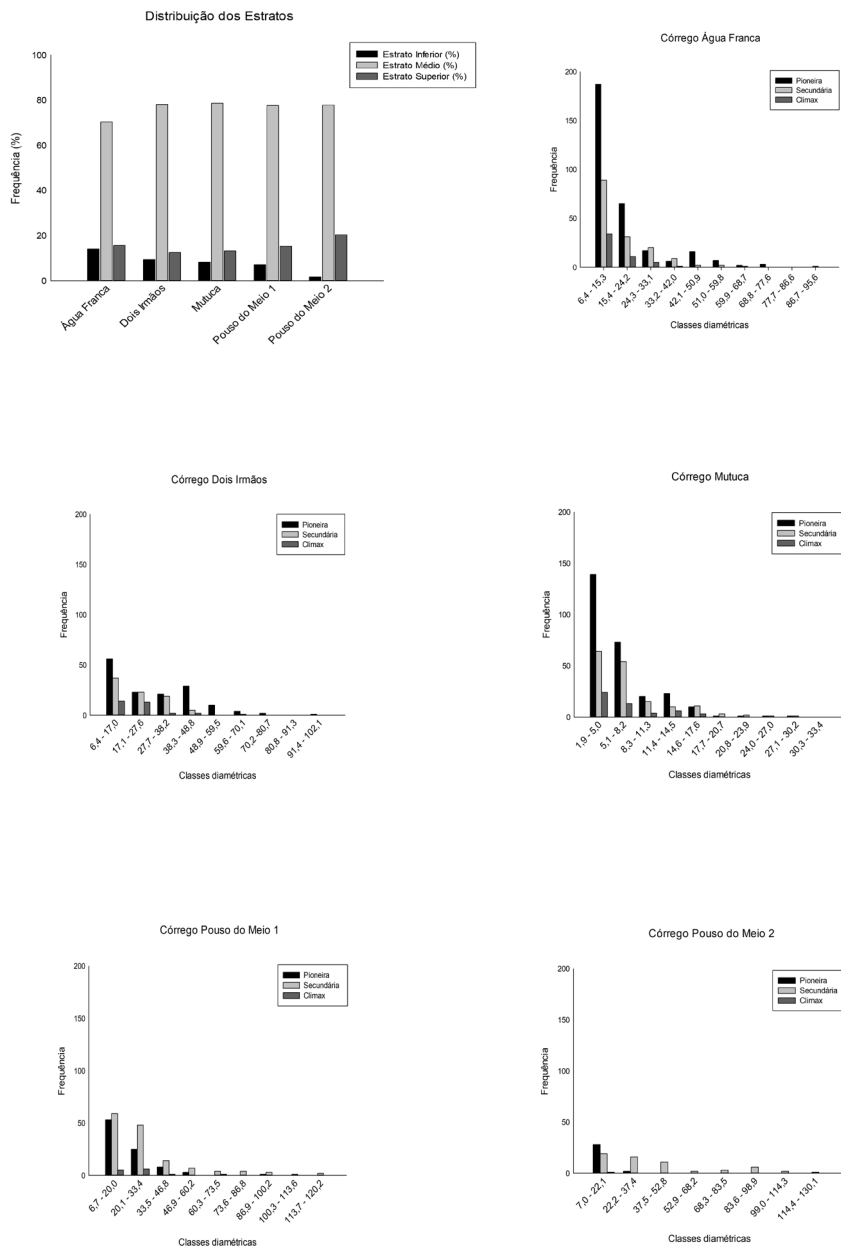 Distribuição dos Estratos
Estrato Inferior (%)
Estrato Médio (%)
Estrato Superior (%)
Frequência (%)
100
80
60
40
20
0
Água Franca
Dois Irmãos
Mutuca
Pouso do Meio 1
Pouso do Meio 2
Córrego Água Franca
Pioneira
Secundária
Climax
Frequência
200
150
100
50
0
6,4 - 15,3
15,4 - 24,2
24,3 - 33,1
33,2 - 42,0
42,1 - 50,9
51,0 - 59,8
59,9 - 68,7
68,8 - 77,6
77,7 - 86,6
86,7 - 95,6
Classes diamétricas
Córrego Dois Irmãos
Pioneira
Secundária
Climax
Frequência
200
150
100
50
0
6,4 - 17,0
17,1 - 27,6
27,7 - 38,2
38,3 - 48,8
48,9 - 59,5
59,6 - 70,1
70,2 -80,7
80,8 - 91,3
91,4 - 102,1
Classes diamétricas
Córrego Mutuca
Pioneira
Secundária
Climax
Frequência
200
150
100
50
0
1,9 - 5,0
5,1 - 8,2
8,3 - 11,3
11,4 - 14,5
14,6 - 17,6
17,7 - 20,7
20,8 - 23,9
24,0 - 27,0
27,1 - 30,2
30,3 - 33,4
Classes diamétricas
Córrego Pouso do Meio 1
Pioneira
Secundária
Climax
Frequência
200
150
100
50
0
6,7 - 20,0
20,1 - 33,4
33,5 - 46,8
46,9 - 60,2
60,3 - 73,5
73,6 - 86,8
86,9 - 100,2
100,3 - 113,6
113,7 - 120,2
Classes diamétricas
Córrego Pouso do Meio 2
Pioneira
Secundária
Climax
Frequência
200
150
100
50
0
7,0 - 22,1
22,2 - 37,4
37,5 - 52,8
52,9 - 68,2
68,3 - 83,5
83,6 - 98,9
99,0 - 114,3
114,4 - 130,1
Classes diamétricas